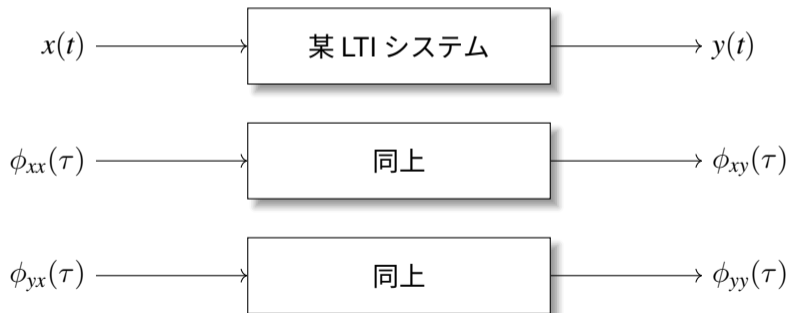 x(t) 某 LTI システム y(t)
ϕxx(τ) 同上 ϕxy(τ)
ϕyx(τ) 同上 ϕyy(τ)